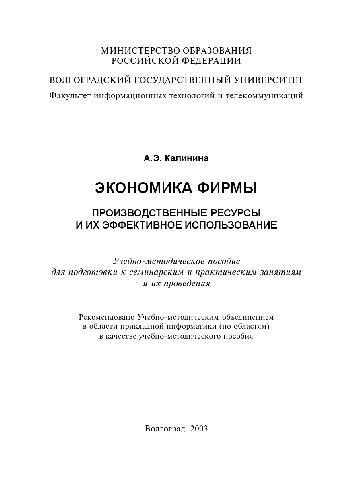 МИНИСТЕРСТВО ОБРАЗОВАНИЯ
РОССИЙСКОЙ ФЕДЕРАЦИИ
ВОЛГОГРАДСКИЙ ГОСУДАРСТВЕННЫЙ УНИВЕРСИТЕТ
Факультет информационных технологий и телекоммуникаций
А.Э. Калинина
ЭКОНОМИКА ФИРМЫ
ПРОИЗВОДСТВЕННЫЕ РЕСУРСЫ
И ИХ ЭФФЕКТИВНОЕ ИСПОЛЬЗОВАНИЕ
Учебно-методическое пособие
для подготовки к семинарским и практическим занятиям
и их проведения
Рекомендовано Учебно-методическим объединением
в области прикладной информатики (по областям)
в качестве учебно-методического пособия
Волгоград 2003